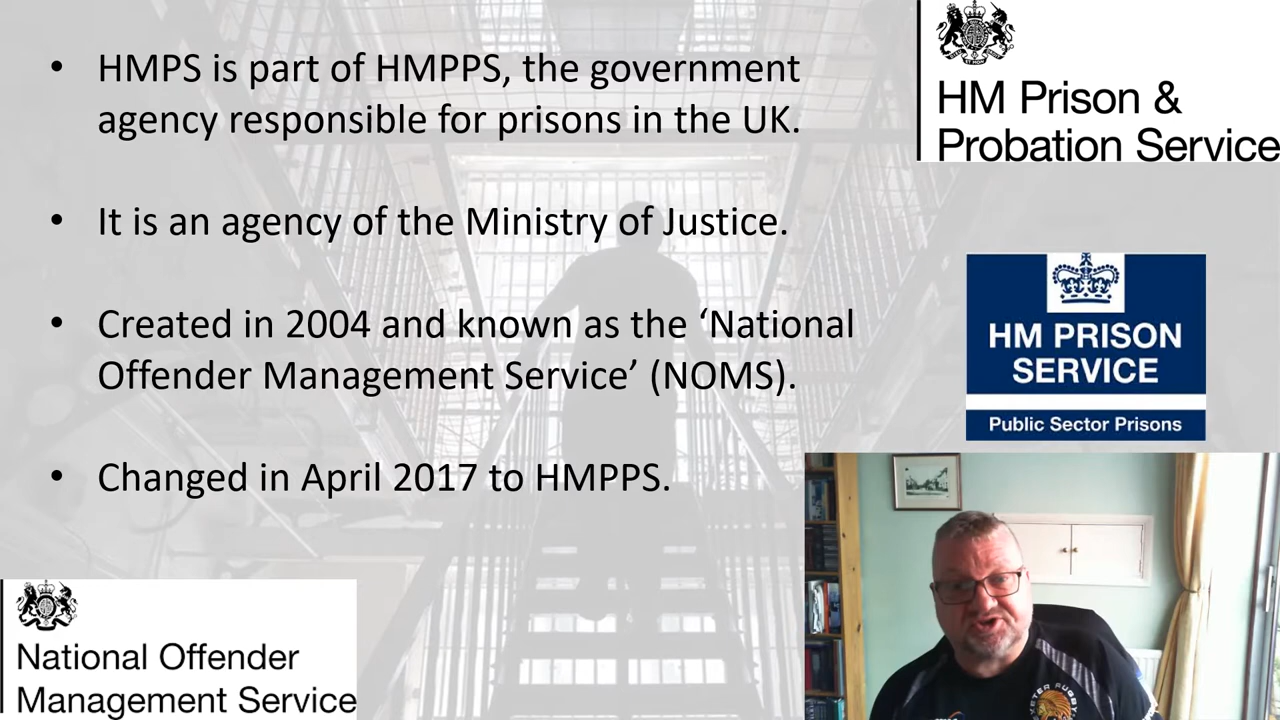 • HMPS is part of HMPPS, the government
agency responsible for prisons in the UK.
• It is an agency of the Ministry of Justice.
• Created in 2004 and known as the ‘National
Offender Management Service’ (NOMS).
• Changed in April 2017 to HMPPS.
HM Prison &
Probation Service
HM PRISON
SERVICE
Public Sector Prisons
National Offender
Management Service